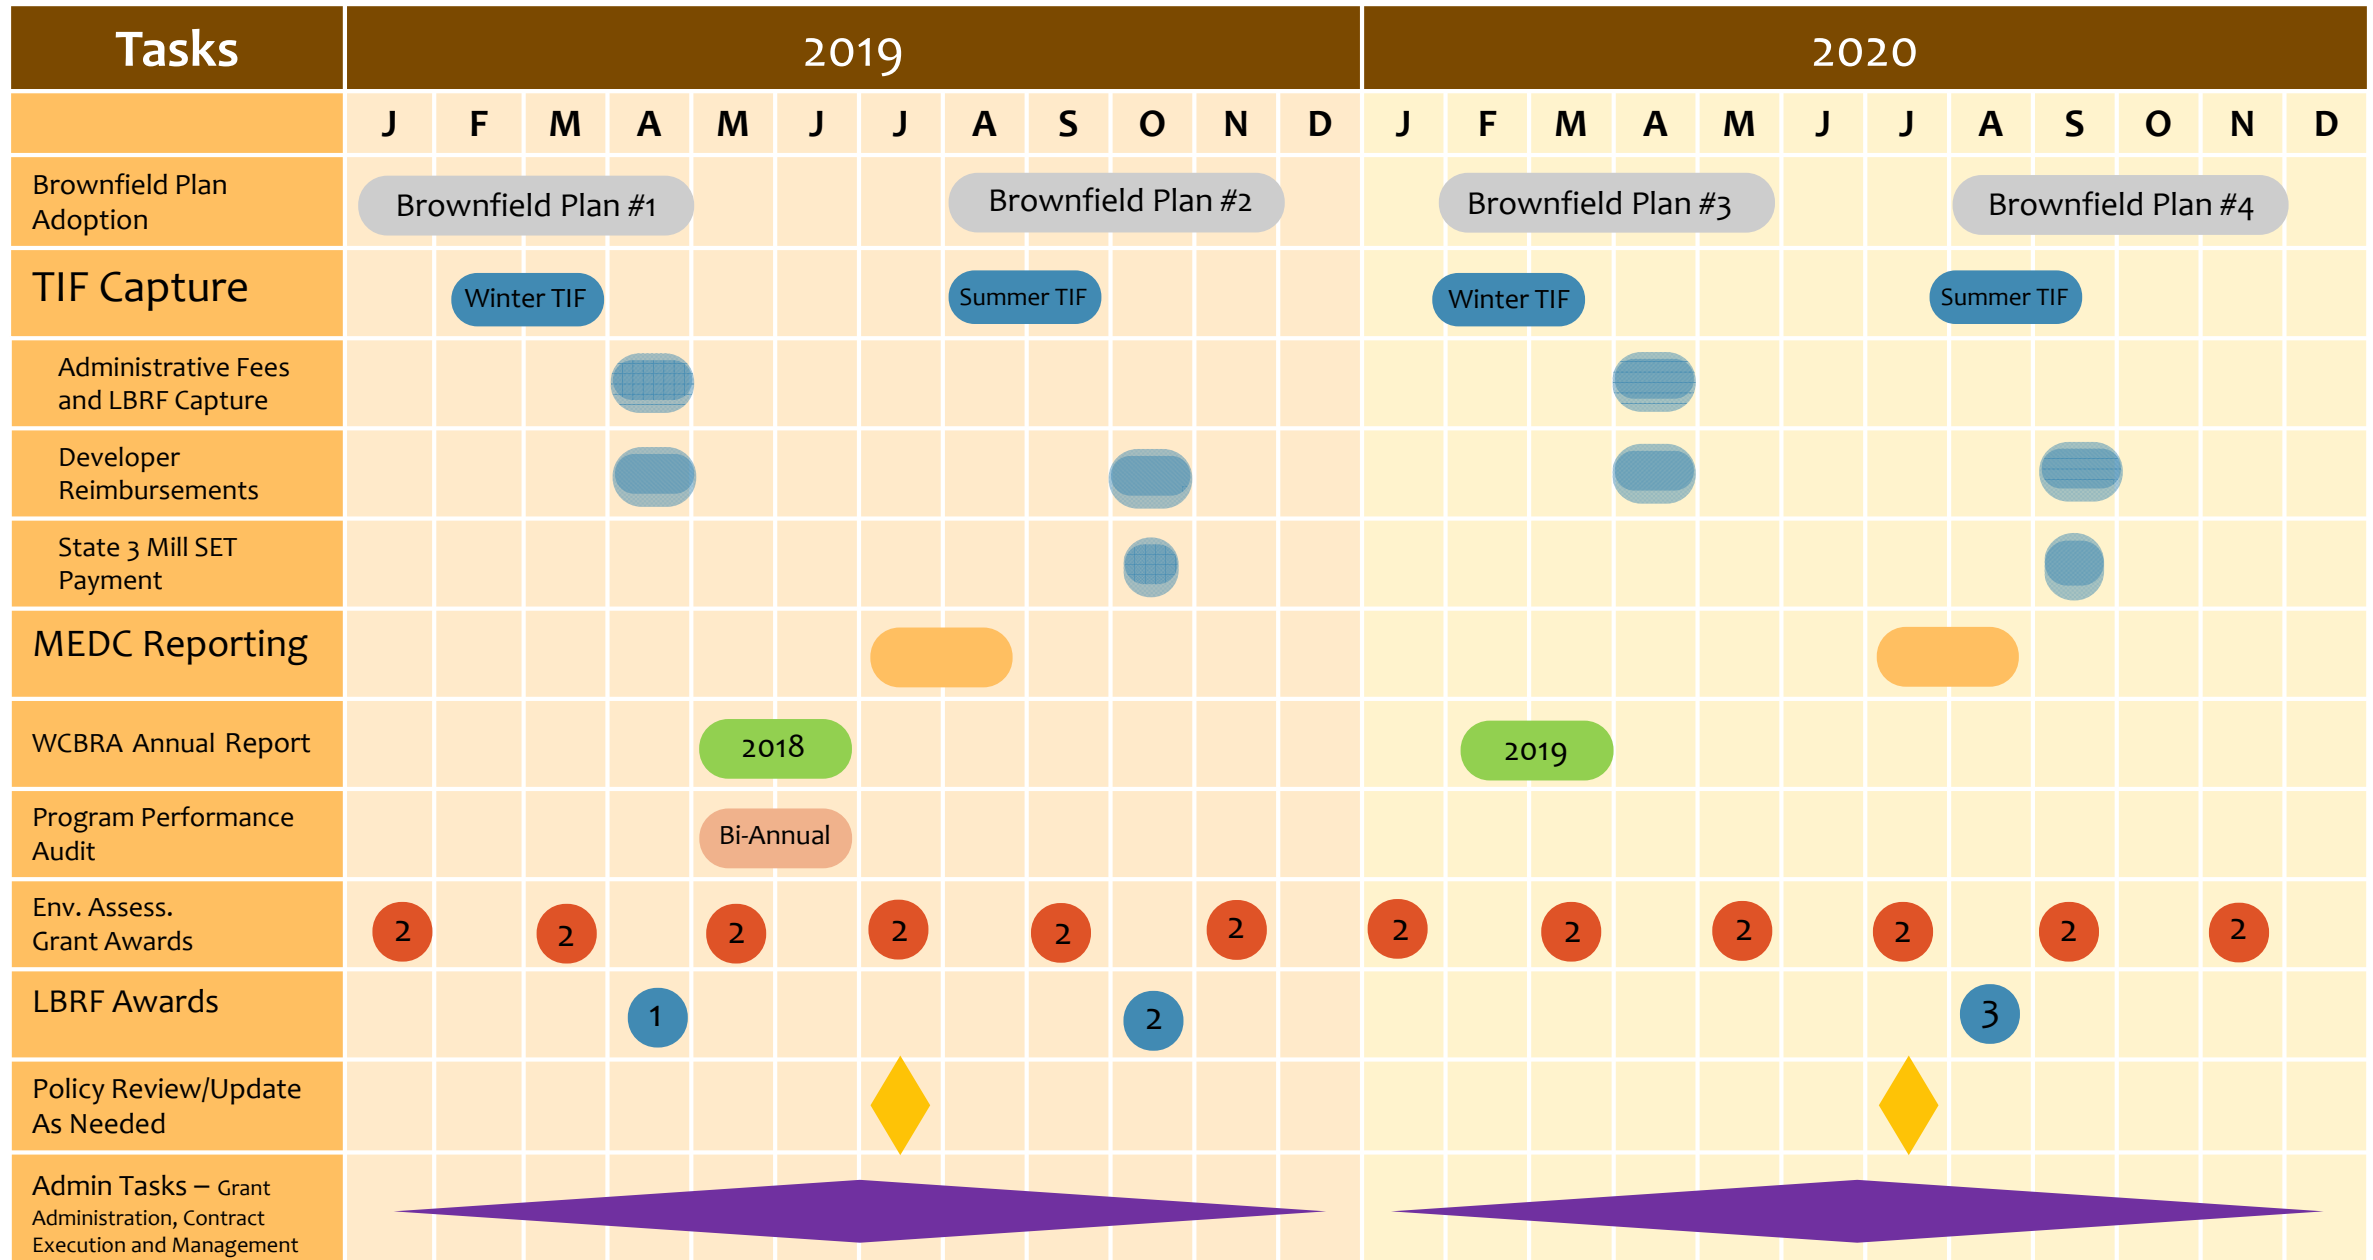 Tasks 2019 2020
J F M A M J J A S O N D J F M A M J J A S O N D
Brownfield Plan
Adoption
Brownfield Plan #1 Brownfield Plan #2 Brownfield Plan #3 Brownfield Plan #4
TIF Capture
Winter TIF Summer TIF Winter TIF Summer TIF
Administrative Fees
and LBRF Capture
Developer
Reimbursements
State 3 Mill SET
Payment
MEDC Reporting
WCBRA Annual Report 2018 2019
Program Performance
Audit
Bi-Annual
Env. Assess.
Grant Awards
2 2 2 2 2 2 2 2 2 2 2 2
LBRF Awards 1 2 3
Policy Review/Update
As Needed
Admin Tasks – Grant
Administration, Contract
Execution and Management